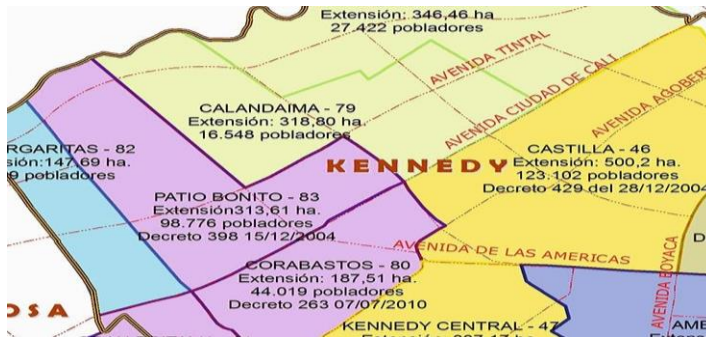 Extensión: 346,46 ha
27.422 pobladores
AVENIDA TINTAL
AVENIDA CIUDAD DE CALI
AVENIDA AGOBERT
CALANDAIMA - 79
Extensión: 318,80 ha.
16.548 pobladores
RGARITAS - 82
sión:147,69 ha.
9 pobladores
KENNEDY
CASTILLA - 46
Extensión: 500,2 ha.
123.102 pobladores
Decreto 429 del 28/12/2004
PATIO BONITO - 83
Extensión313,61 ha.
98.776 pobladores
Decreto 398 15/12/2004
D
AVENIDA DE LAS AMERICAS
AVENIDA BOYACA
CORABASTOS - 80
Extensión: 187,51 ha.
44.019 pobladores
Decreto 263 07/07/2010
OSA
KENNEDY CENTRAL - 47
AME